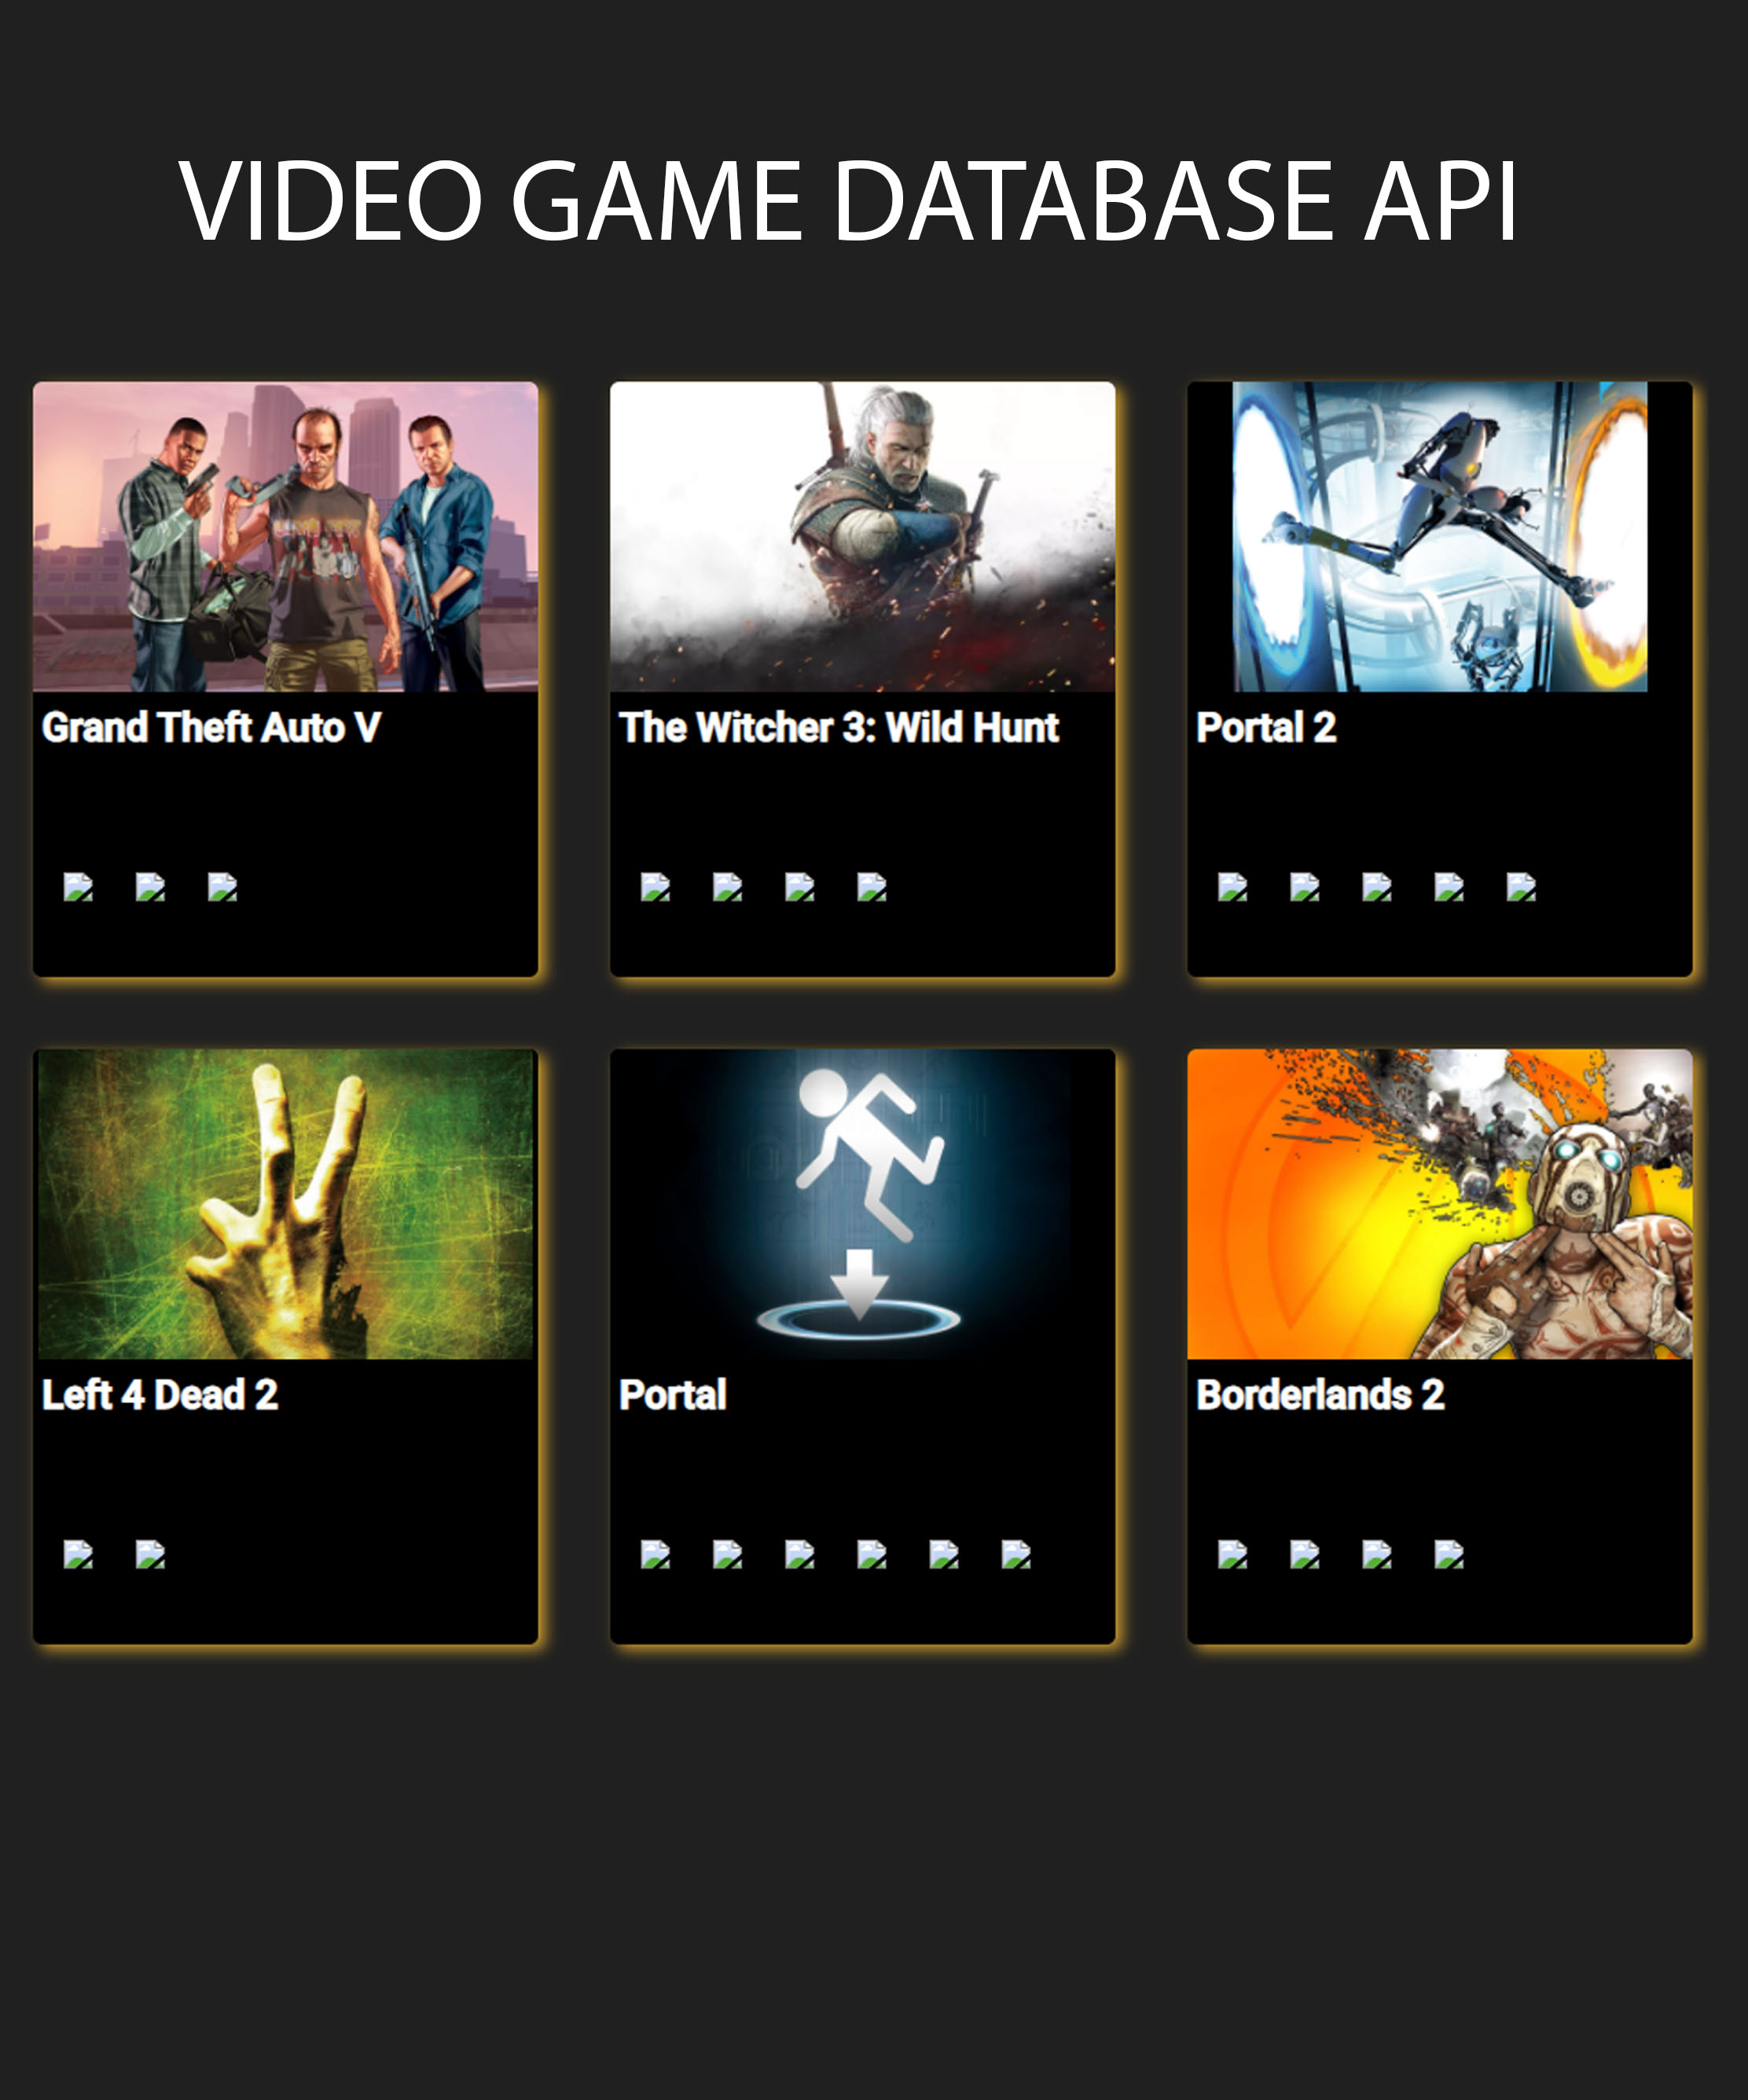 VIDEO GAME DATABASE API
Grand Theft Auto V
The Witcher 3: Wild Hunt
Portal 2
Left 4 Dead 2
Portal
Borderlands 2